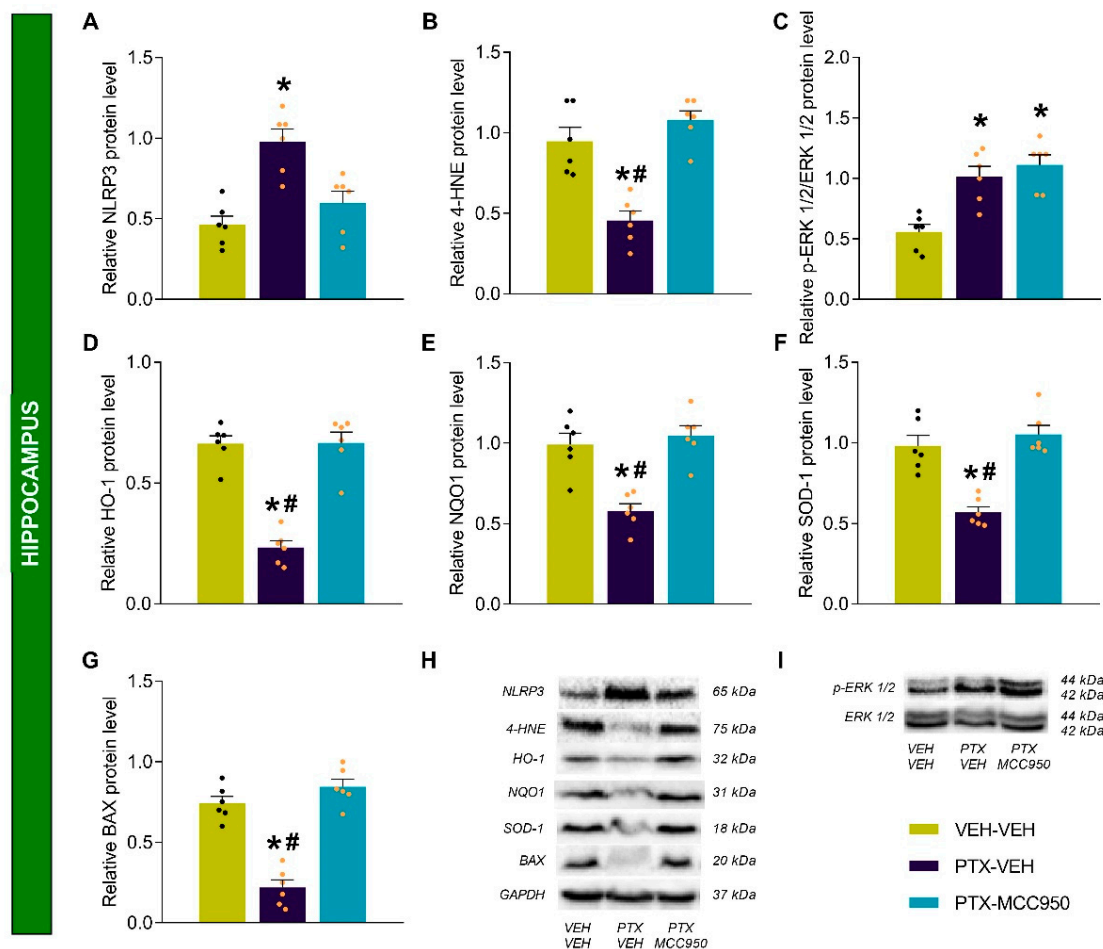 HIPPOCAMPUS
A
Relative NLRP3 protein level
1.5
1.0
0.5
0.0
*
B
Relative 4-HNE protein level
1.5
1.0
0.5
0.0
*#
C
Relative p-ERK 1/2/ERK 1/2 protein level
2.0
1.5
1.0
0.5
0.0
*
*
D
Relative HO-1 protein level
1.0
0.5
0.0
*#
E
Relative NQO1 protein level
1.5
1.0
0.5
0.0
*#
F
Relative SOD-1 protein level
1.5
1.0
0.5
0.0
*#
G
Relative BAX protein level
1.5
1.0
0.5
0.0
*#
H
NLRP3 65 kDa
4-HNE 75 kDa
HO-1 32 kDa
NQO1 31 kDa
SOD-1 18 kDa
BAX 20 kDa
GAPDH 37 kDa
VEH PTX PTX
VEH VEH MCC950
I
p-ERK 1/2 44 kDa
42 kDa
ERK 1/2 44 kDa
42 kDa
VEH PTX PTX
VEH VEH MCC950
VEH-VEH
PTX-VEH
PTX-MCC950